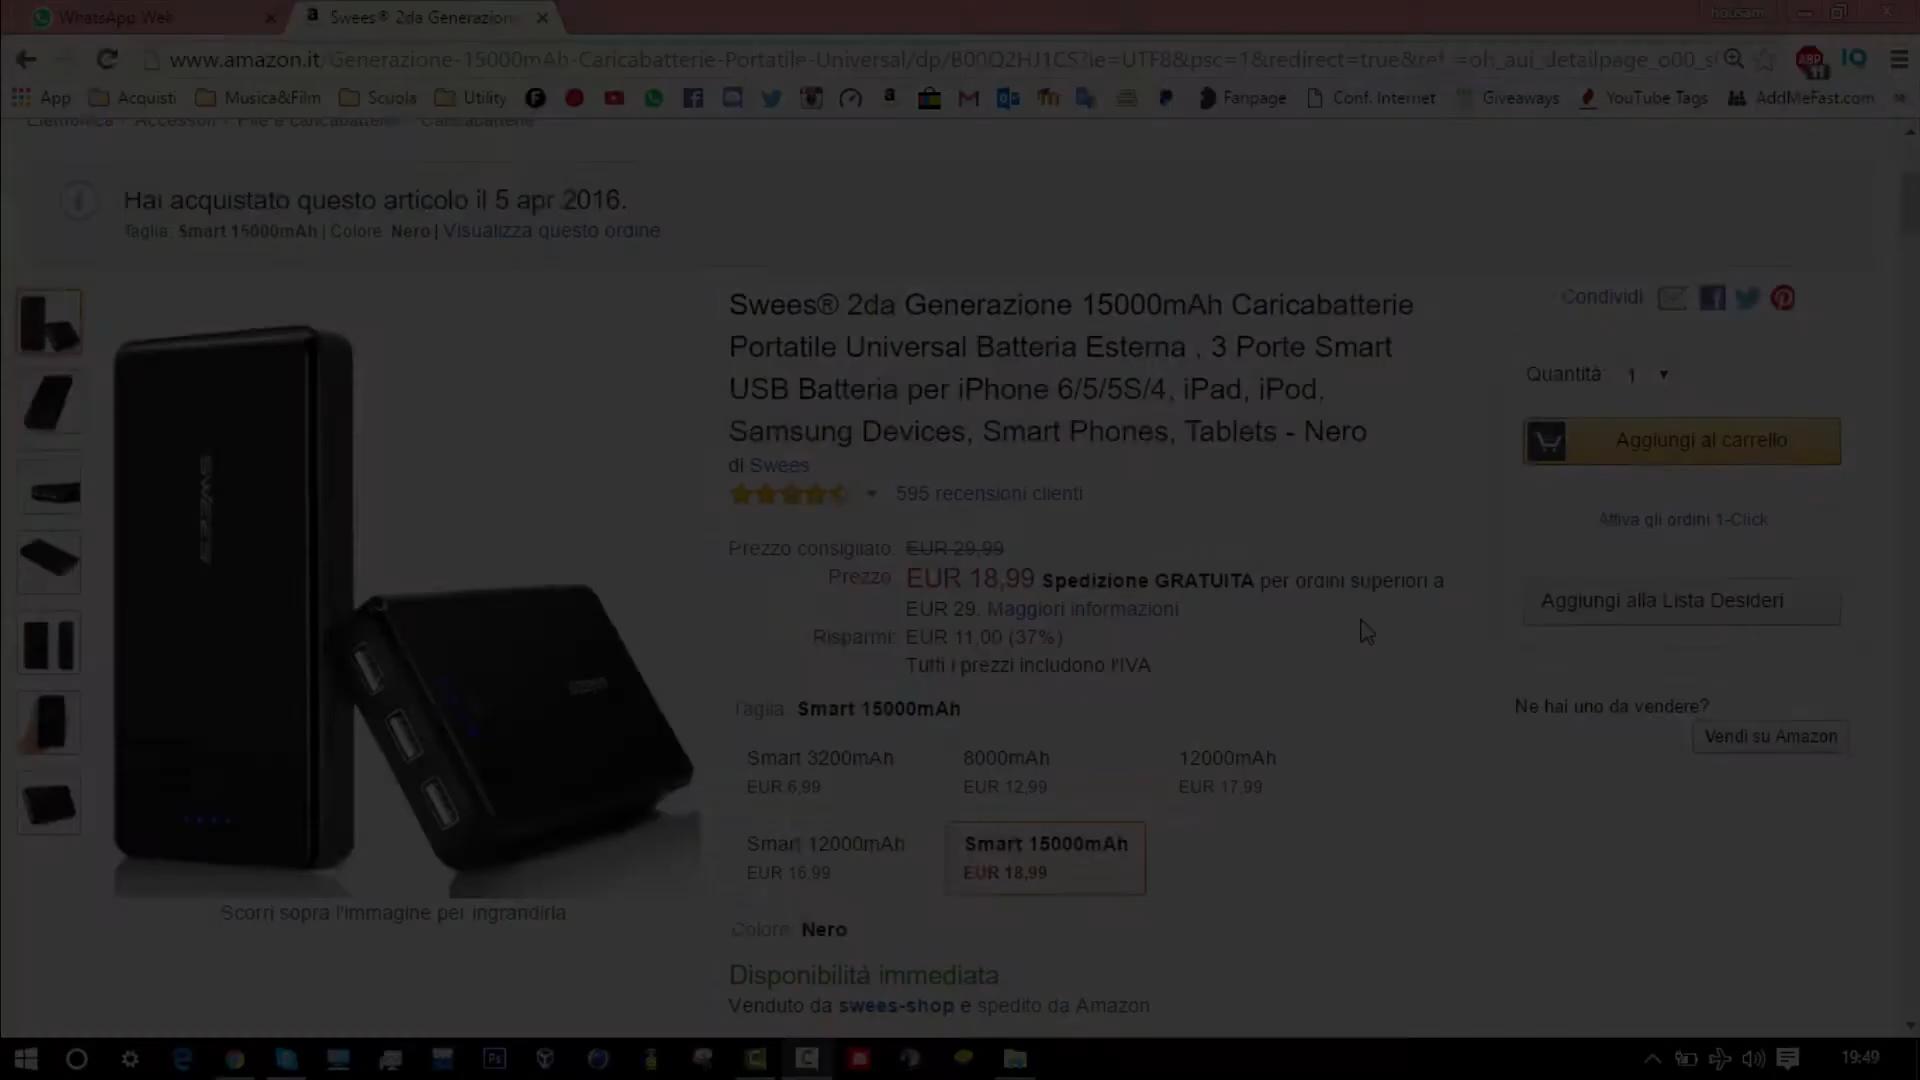 WhatsApp Web
Swees® 2da Generazion
housam
www.amazon.it/Generazione-15000mAh-Caricabatterie-Portatile-Universal/dp/B00Q2HJ1CS?ie=UTF8&psc=1&redirect=true&ref_=oh_aui_detailpage_o00_s
App Acquisti Musica&Film Scuola Utility Fanpage Conf. Internet Giveaways YouTube Tags AddMeFast.com
Elettronica Accessori Pile e caricabatterie Caricabatterie
Hai acquistato questo articolo il 5 apr 2016.
Taglia: Smart 15000mAh | Colore: Nero | Visualizza questo ordine
Swees® 2da Generazione 15000mAh Caricabatterie
Portatile Universal Batteria Esterna , 3 Porte Smart
USB Batteria per iPhone 6/5/5S/4, iPad, iPod,
Samsung Devices, Smart Phones, Tablets - Nero
di Swees
595 recensioni clienti
Prezzo consigliato: EUR 29,99
Prezzo: EUR 18,99 Spedizione GRATUITA per ordini superiori a
EUR 29. Maggiori informazioni
Risparmi: EUR 11,00 (37%)
Tutti i prezzi includono l'IVA
Taglia: Smart 15000mAh
Smart 3200mAh 8000mAh 12000mAh
EUR 6,99 EUR 12,99 EUR 17,99
Smart 12000mAh Smart 15000mAh
EUR 16,99 EUR 18,99
Colore: Nero
Disponibilità immediata
Venduto da swees-shop e spedito da Amazon
SWEES
Scorri sopra l'immagine per ingrandirla
Condividi
Quantità: 1
Aggiungi al carrello
Attiva gli ordini 1-Click
Aggiungi alla Lista Desideri
Ne hai uno da vendere?
Vendi su Amazon
19:49